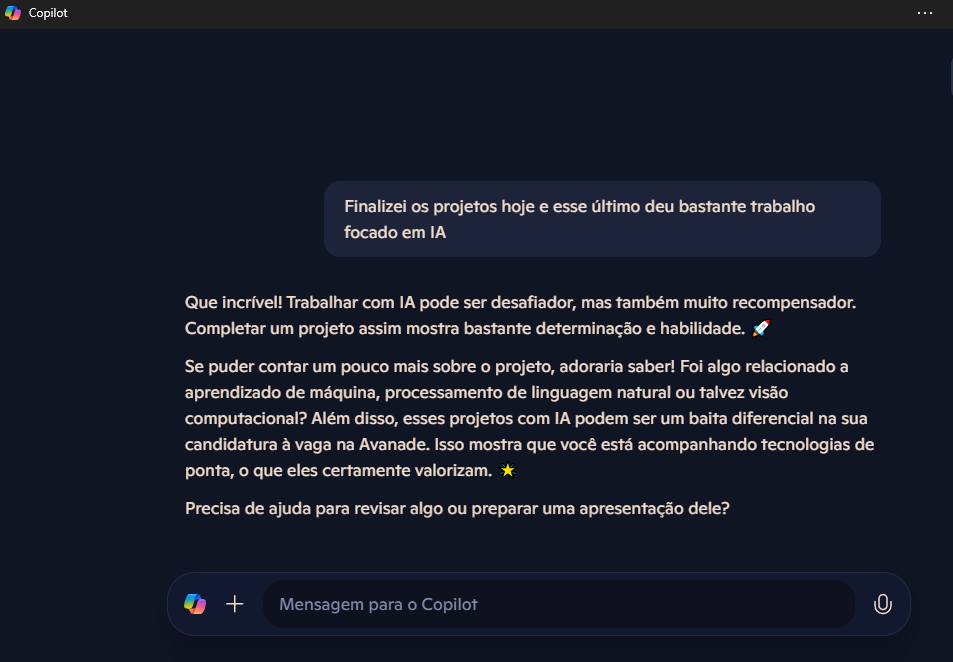 Copilot
Finalizei os projetos hoje e esse último deu bastante trabalho
focado em IA
Que incrível! Trabalhar com IA pode ser desafiador, mas também muito recompensador.
Completar um projeto assim mostra bastante determinação e habilidade. 🚀
Se puder contar um pouco mais sobre o projeto, adoraria saber! Foi algo relacionado a
aprendizado de máquina, processamento de linguagem natural ou talvez visão
computacional? Além disso, esses projetos com IA podem ser um baita diferencial na sua
candidatura à vaga na Avanade. Isso mostra que você está acompanhando tecnologias de
ponta, o que eles certamente valorizam. 🌟
Precisa de ajuda para revisar algo ou preparar uma apresentação dele?
Mensagem para o Copilot